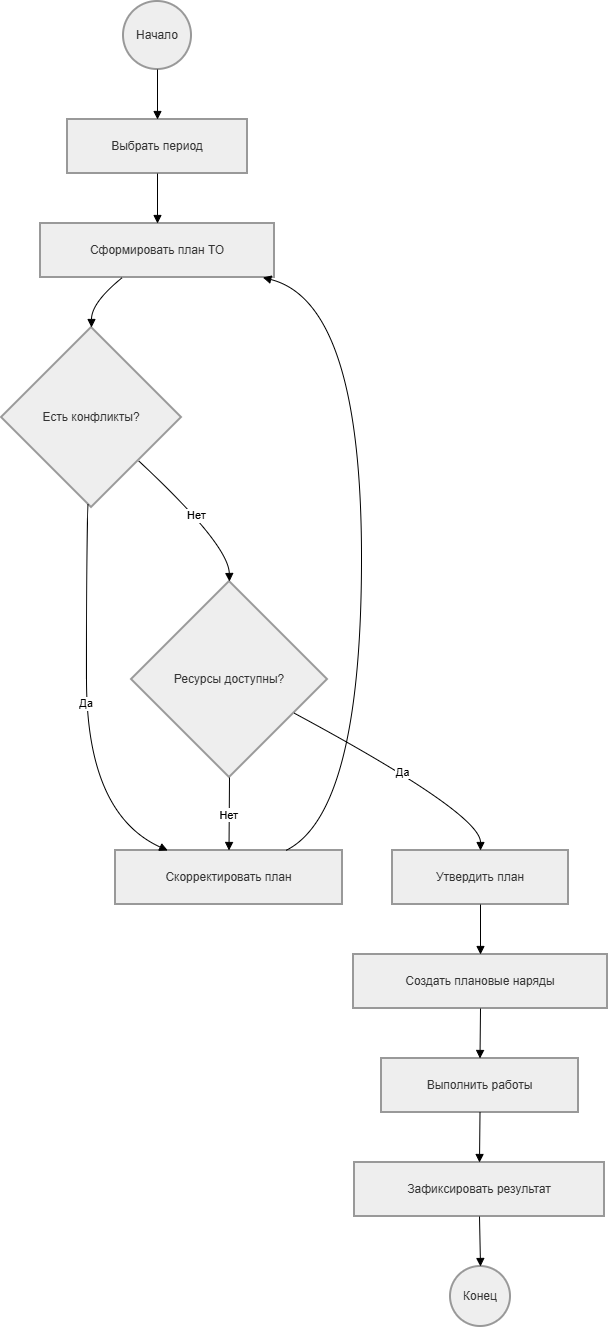 Начало
Выбрать период
Сформировать план ТО
Есть конфликты?
Нет
Ресурсы доступны?
Да
Да
Нет
Скорректировать план
Утвердить план
Создать плановые наряды
Выполнить работы
Зафиксировать результат
Конец